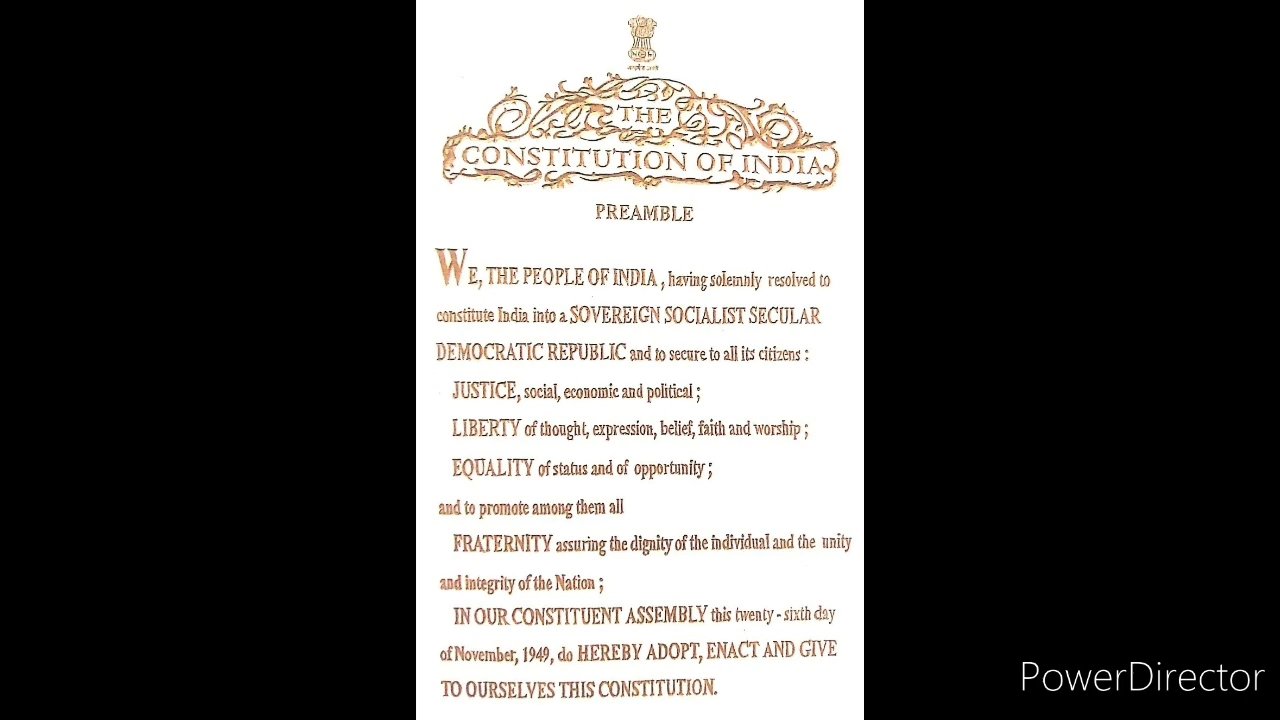 THE
CONSTITUTION OF INDIA
PREAMBLE
WE, THE PEOPLE OF INDIA, having solemnly resolved to
constitute India into a SOVEREIGN SOCIALIST SECULAR
DEMOCRATIC REPUBLIC and to secure to all its citizens :
JUSTICE, social, economic and political ;
LIBERTY of thought, expression, belief, faith and worship ;
EQUALITY of status and of opportunity ;
and to promote among them all
FRATERNITY assuring the dignity of the individual and the unity
and integrity of the Nation ;
IN OUR CONSTITUENT ASSEMBLY this twenty - sixth day
of November, 1949, do HEREBY ADOPT, ENACT AND GIVE
TO OURSELVES THIS CONSTITUTION.
PowerDirector